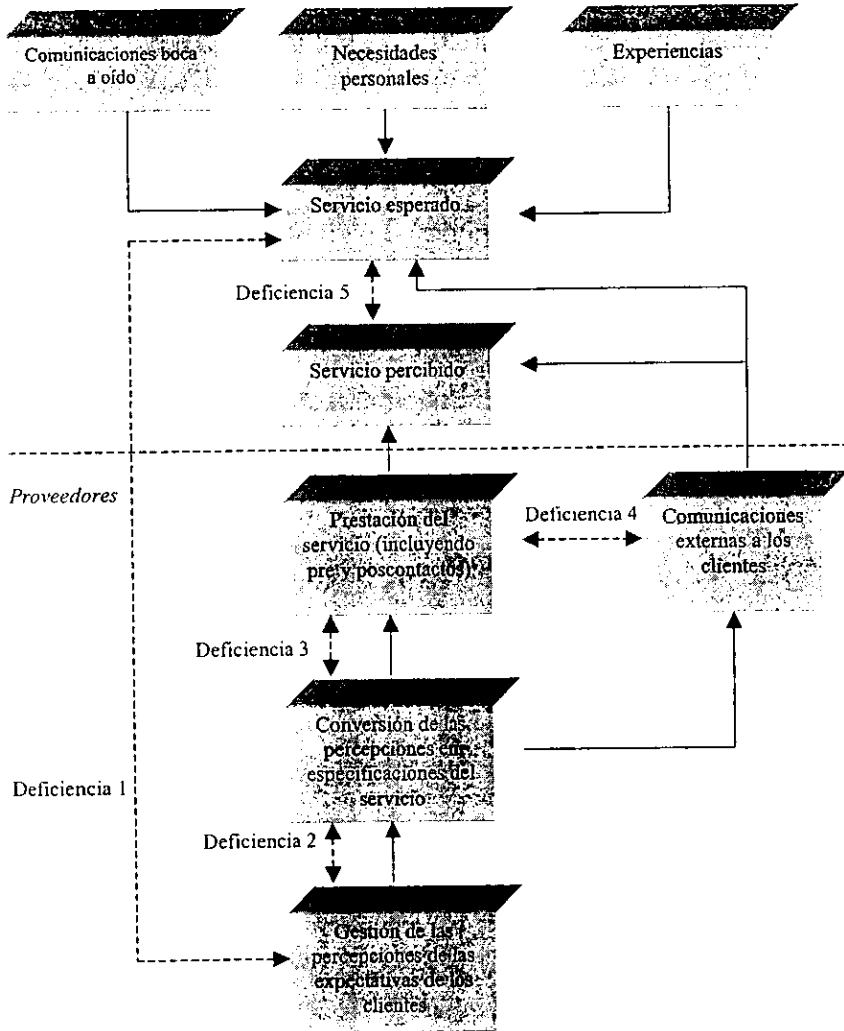 Comunicaciones boca
a oído
Necesidades
personales
Experiencias
Servicio esperado
Deficiencia 5
Servicio percibido
Proveedores
Prestación del
servicio (incluyendo
pre y poscontactos)
Deficiencia 4
Comunicaciones
externas a los
clientes
Deficiencia 3
Conversión de las
percepciones en
especificaciones del
servicio
Deficiencia 1
Deficiencia 2
Gestión de las
percepciones de las
expectativas de los
clientes